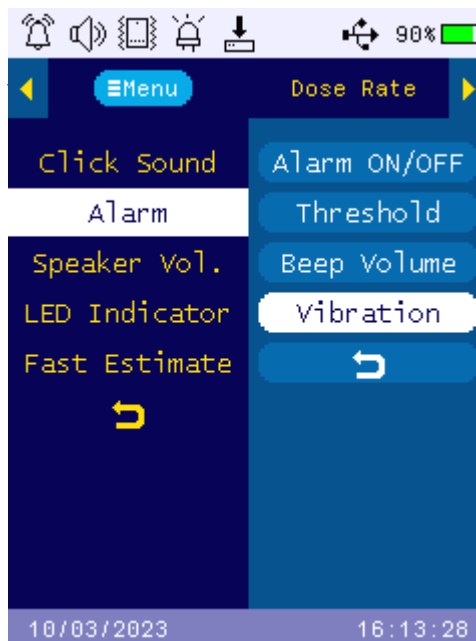 90%
≡Menu Dose Rate
Click Sound
Alarm
Speaker Vol.
LED Indicator
Fast Estimate
Alarm ON/OFF
Threshold
Beep Volume
Vibration
10/03/2023 16:13:28